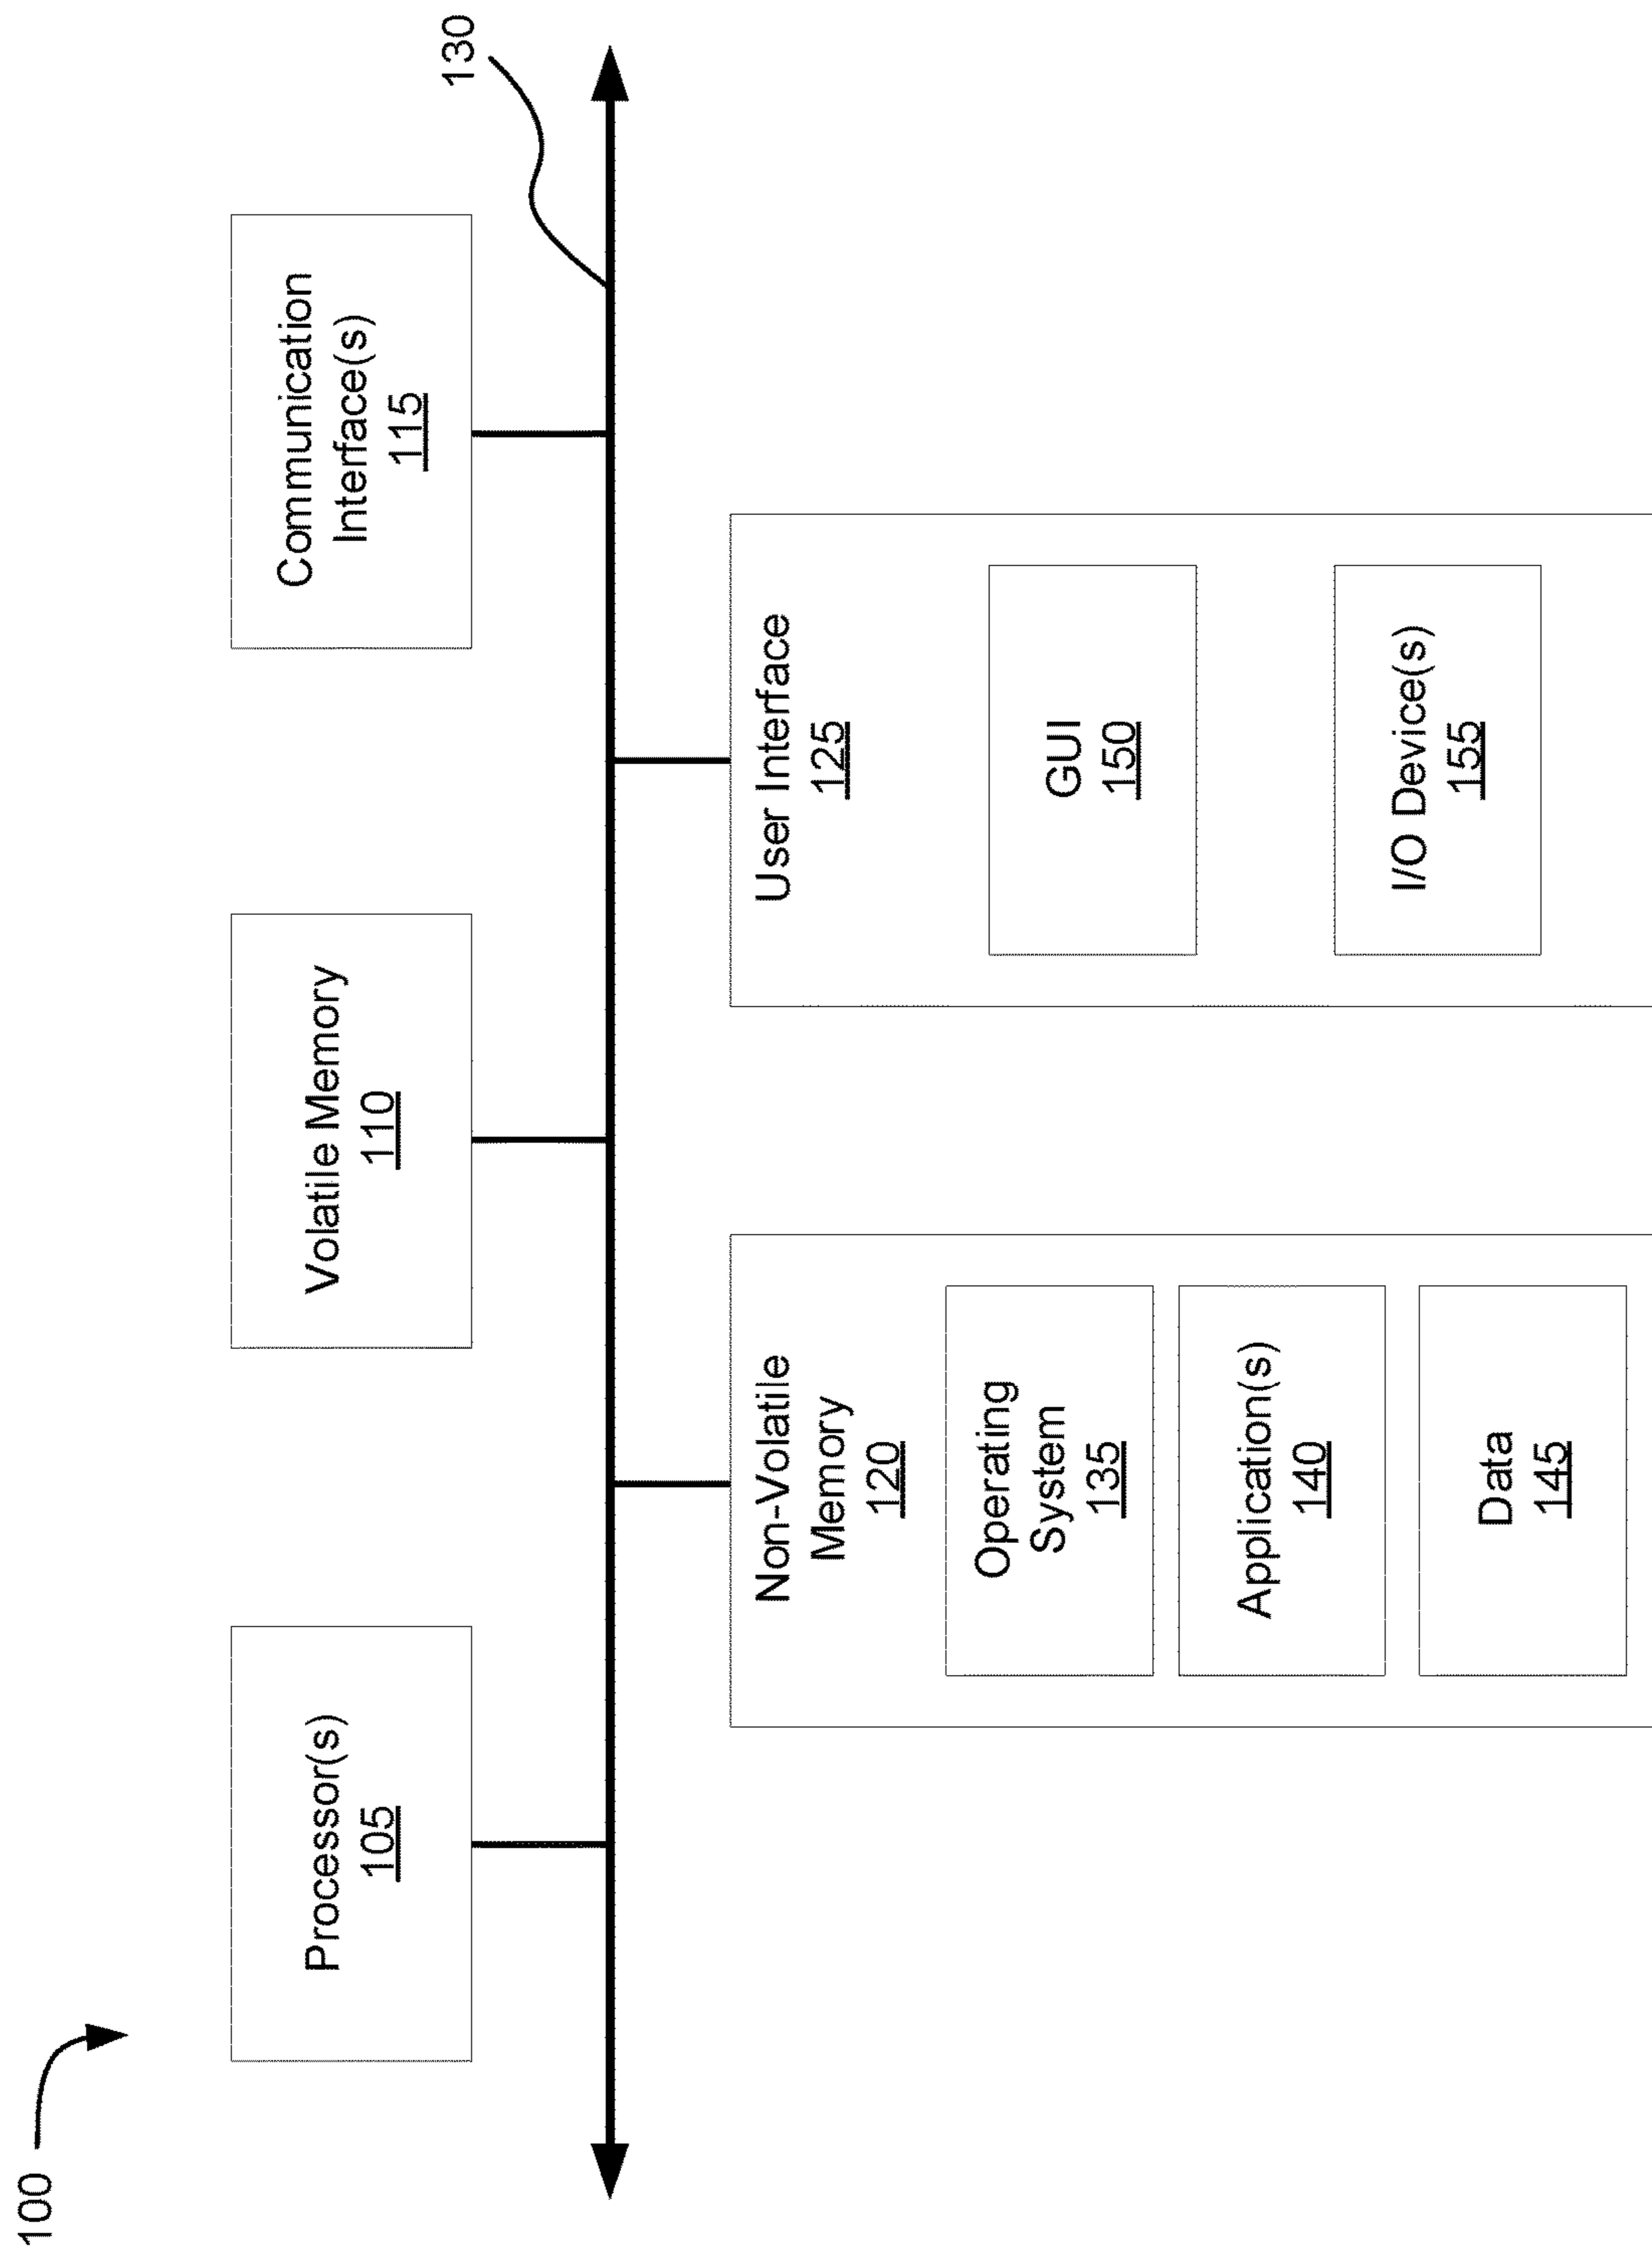 100
Processor(s)
105
Volatile Memory
110
Communication
Interface(s)
115
130
Non-Volatile
Memory
120
Operating
System
135
Application(s)
140
Data
145
User Interface
125
GUI
150
I/O Device(s)
155